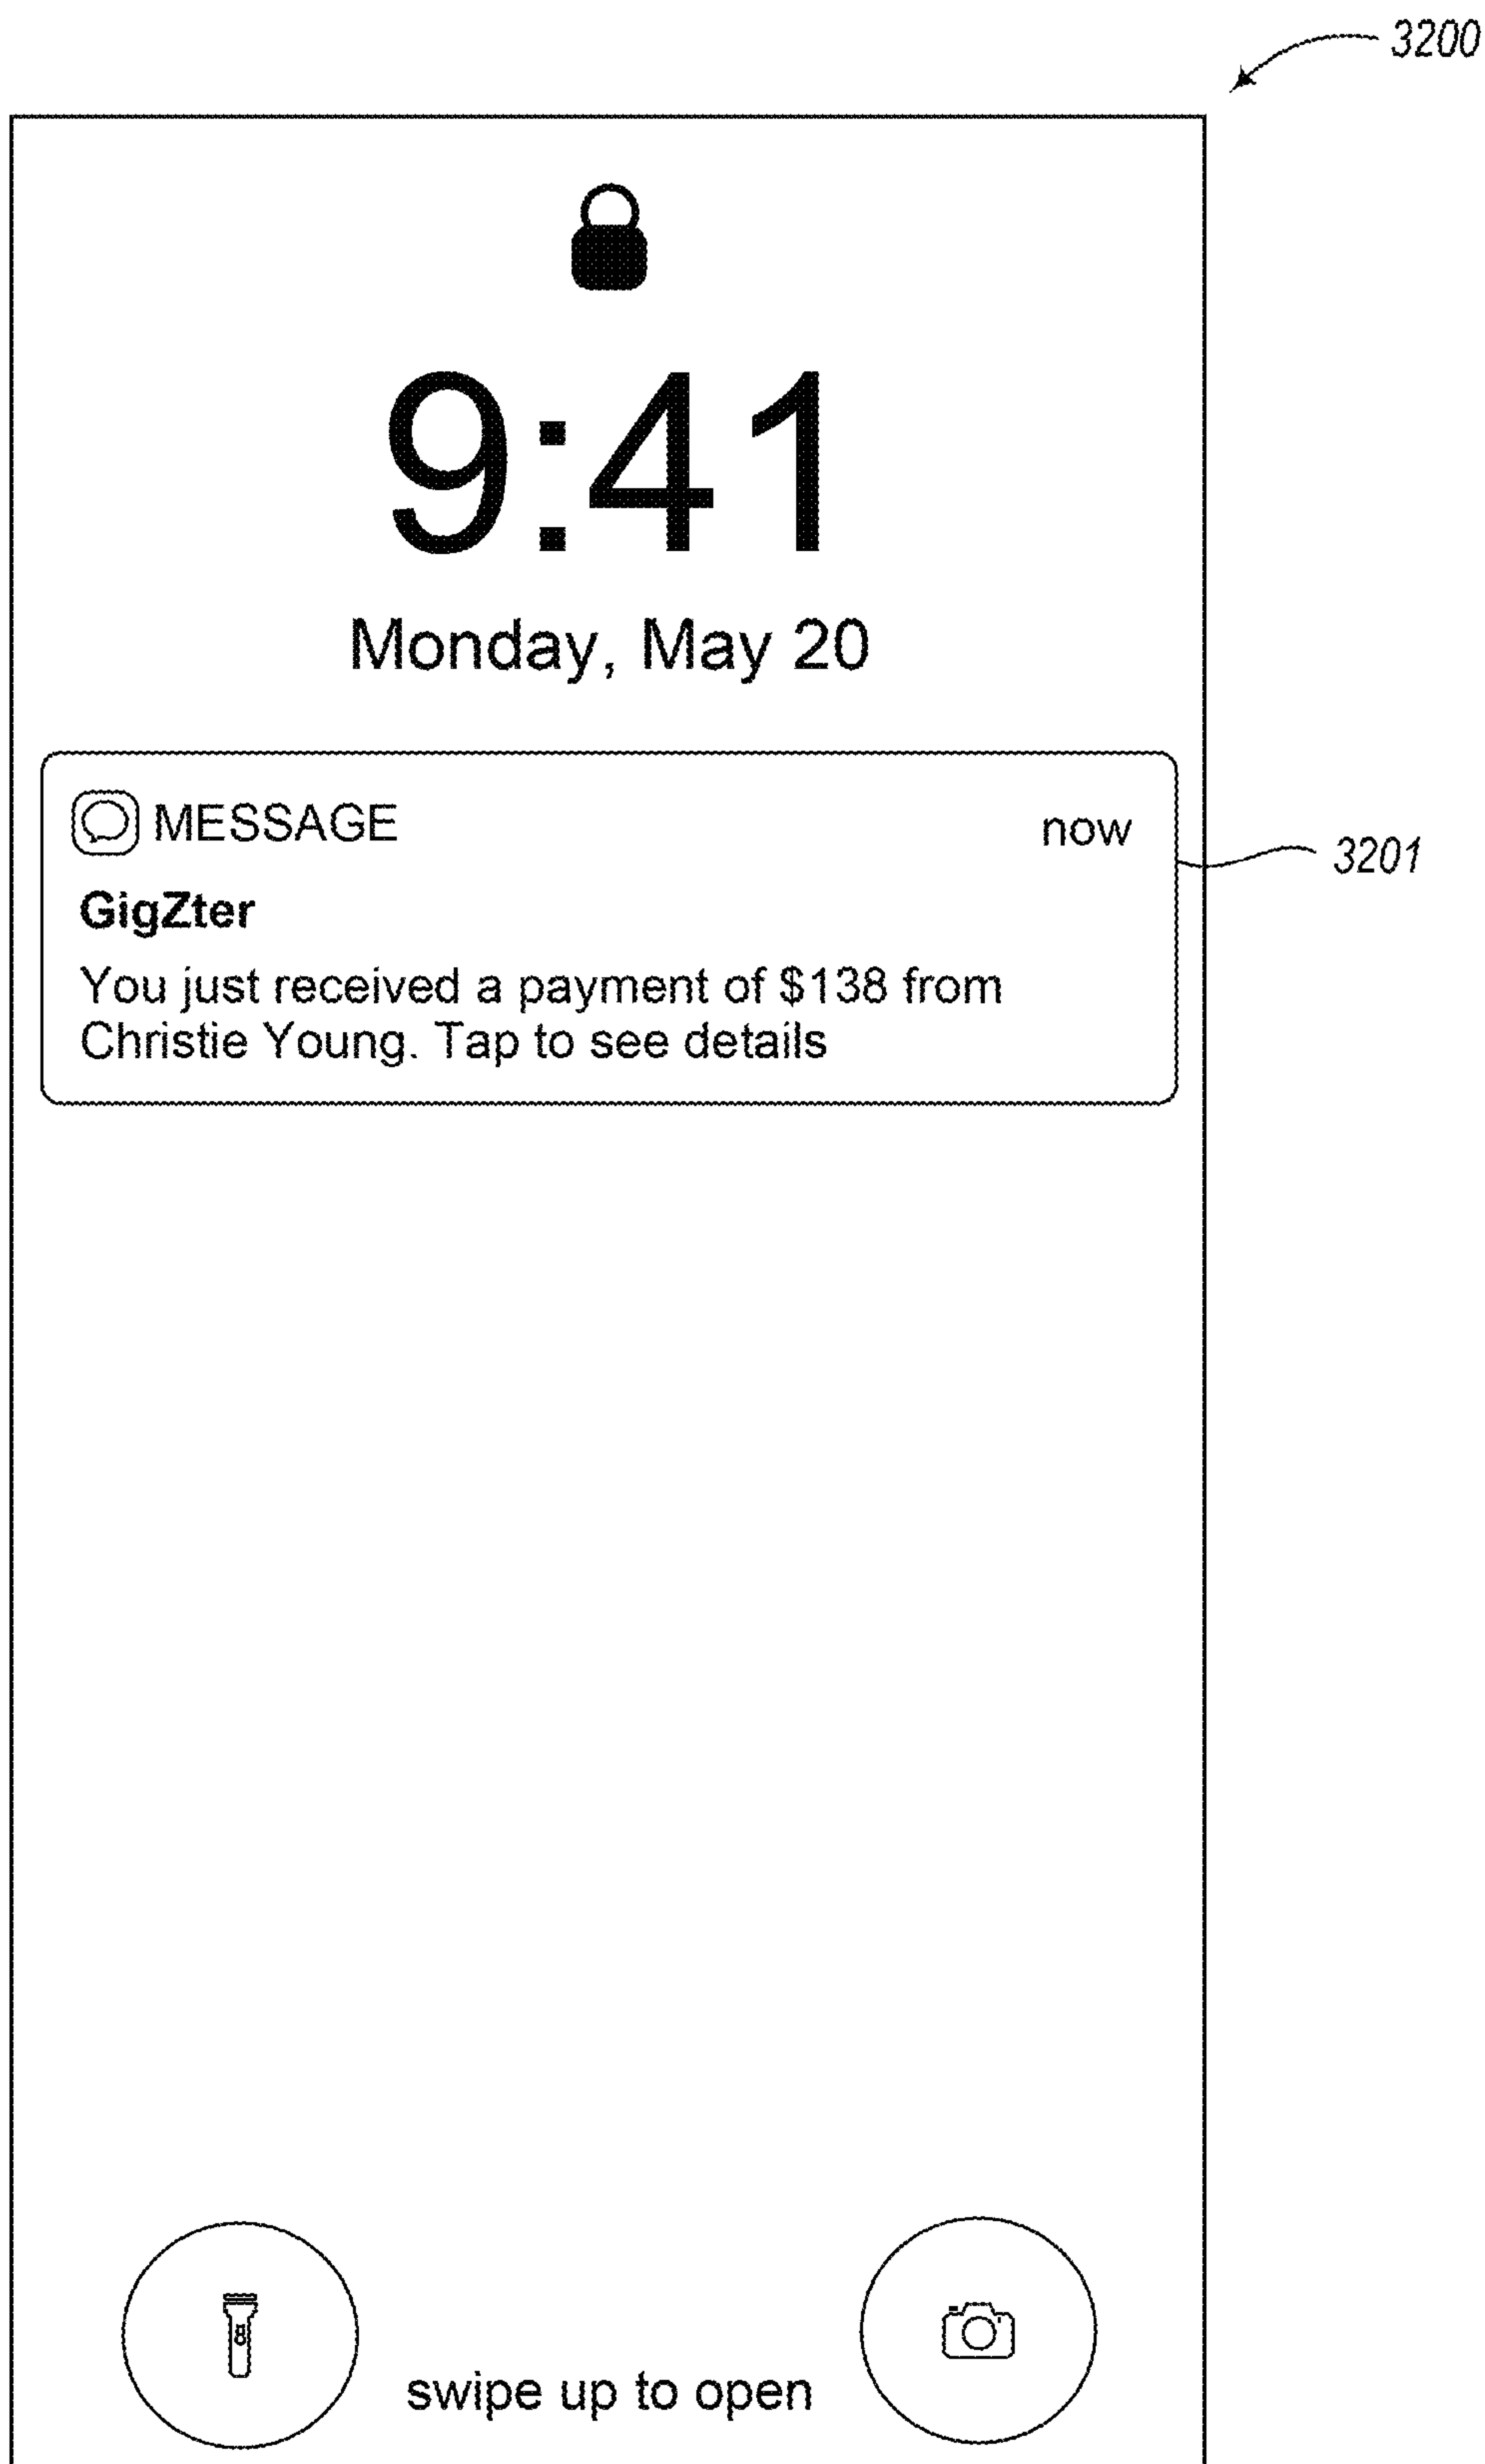 3200
9:41
Monday, May 20
MESSAGE now
3201
GigZter
You just received a payment of $138 from
Christie Young. Tap to see details
swipe up to open